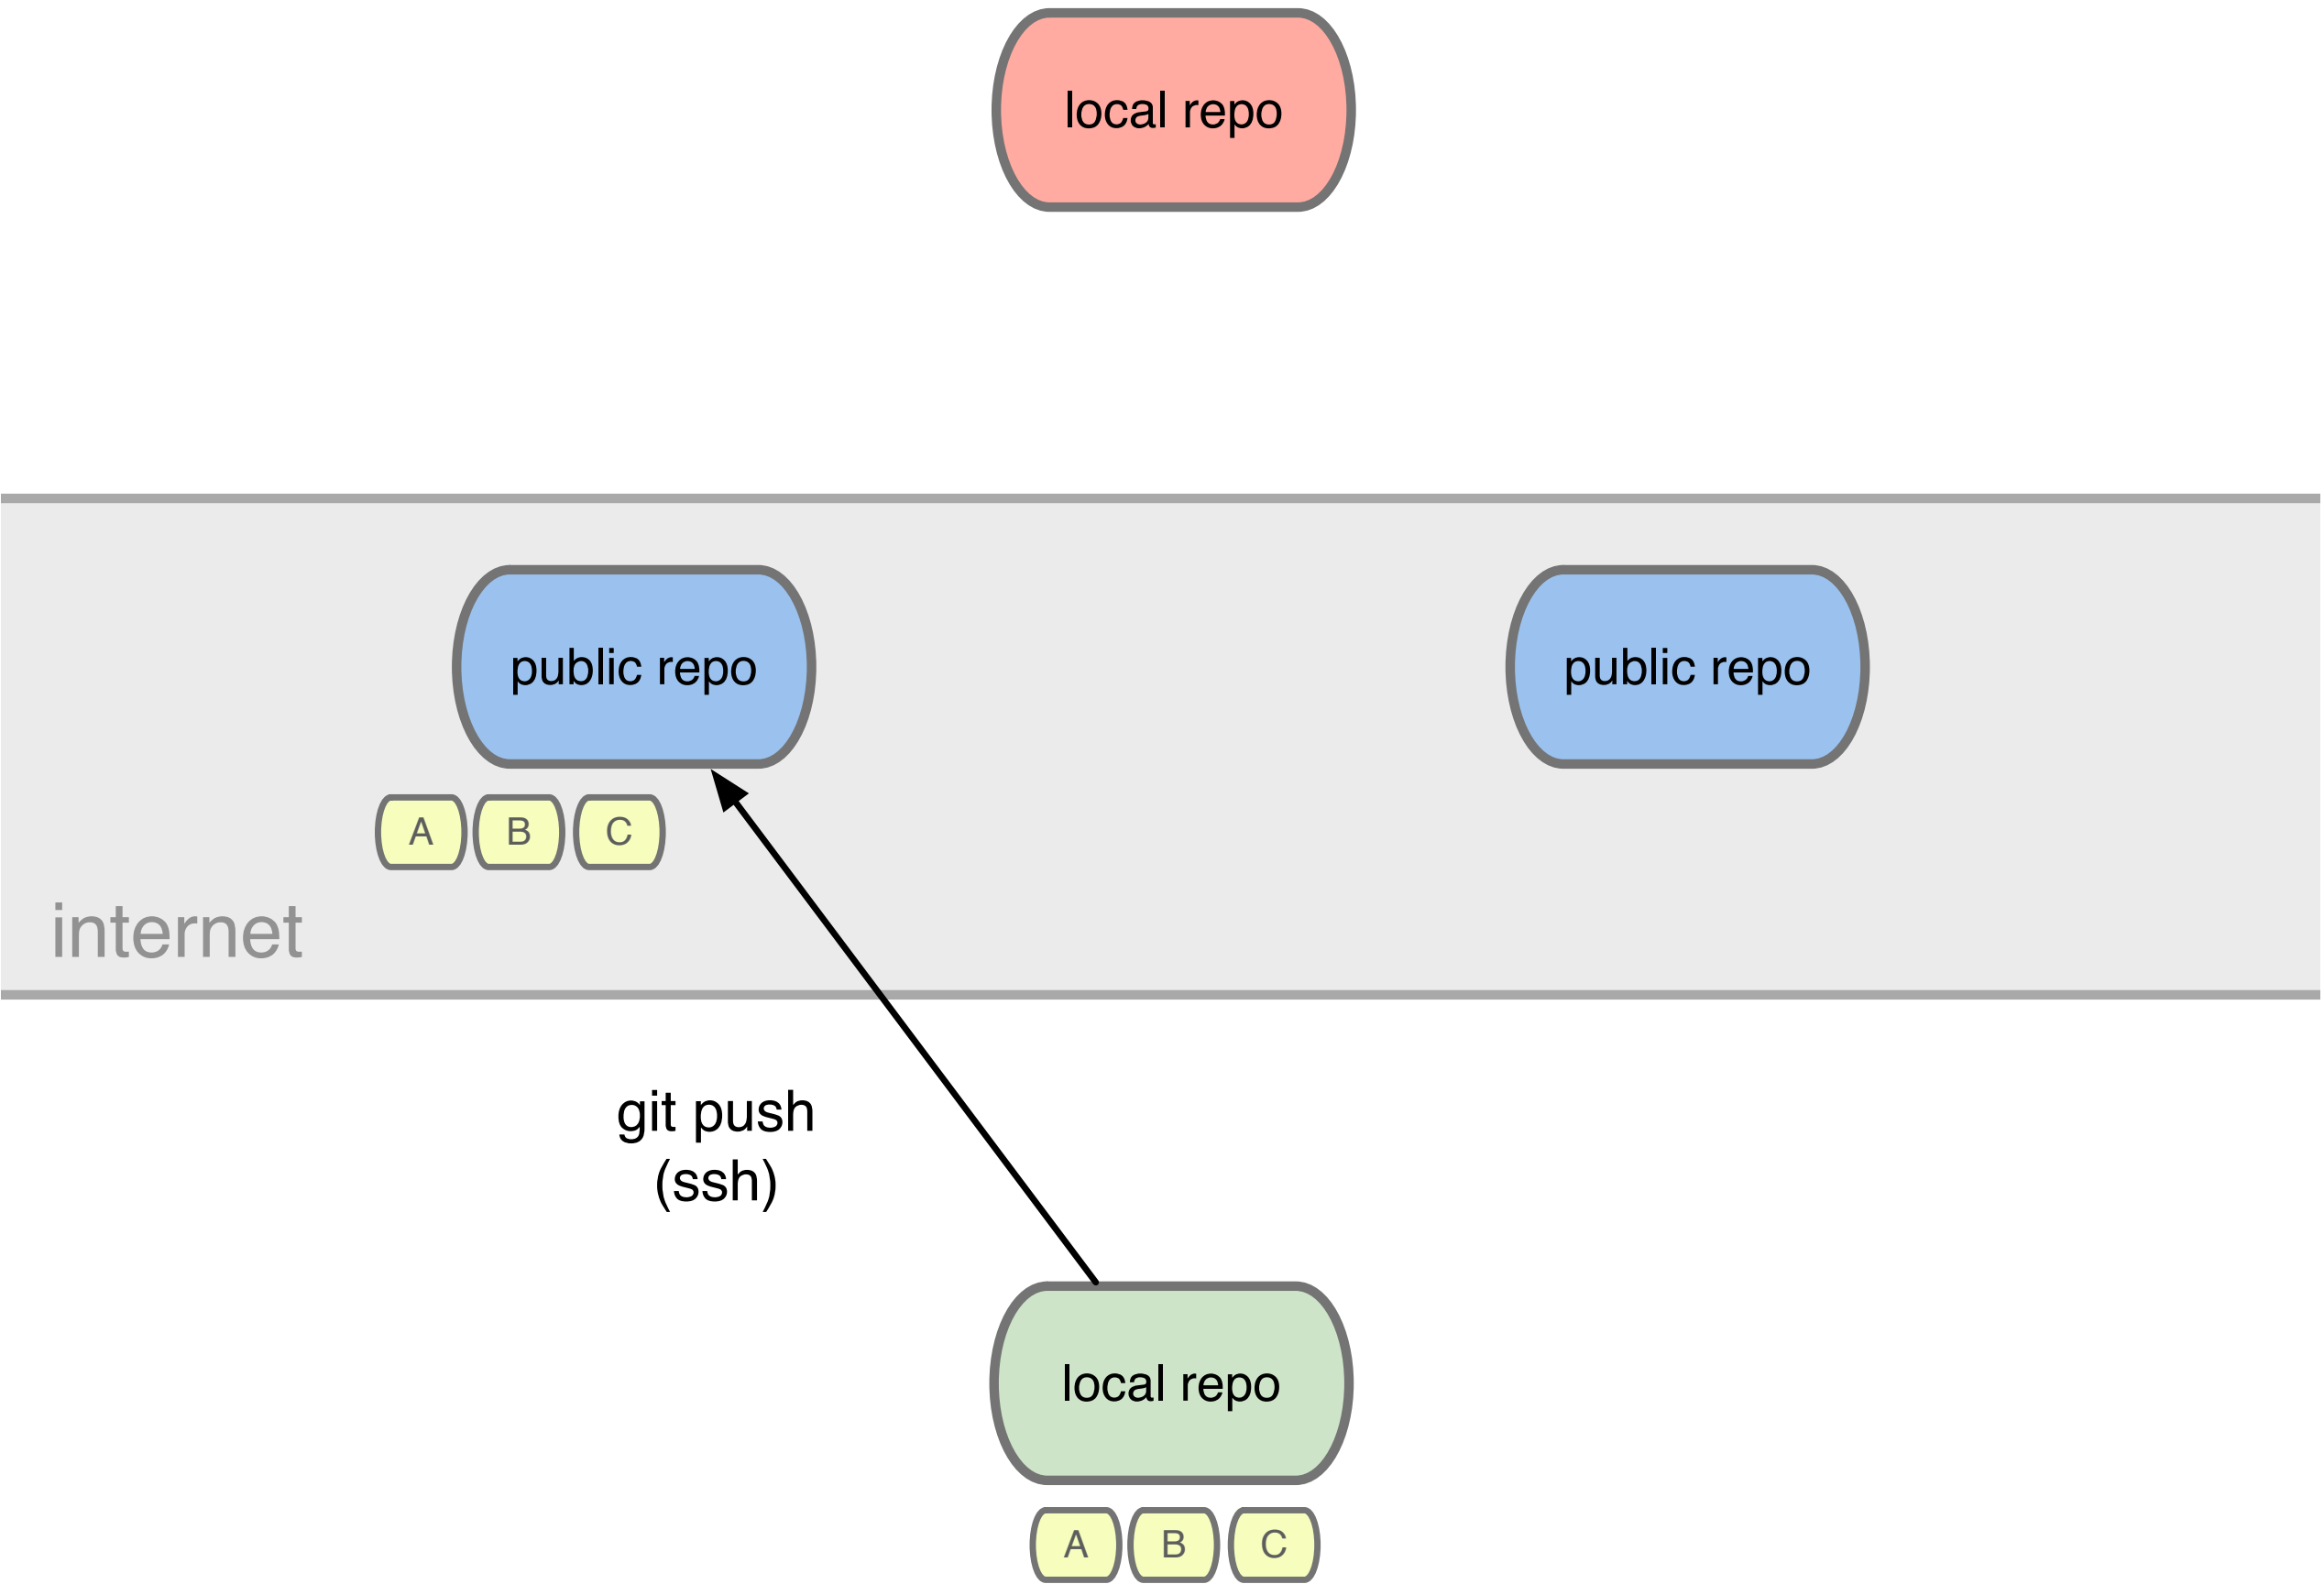 local repo
public repo
public repo
A B C
internet
git push
(ssh)
local repo
A B C